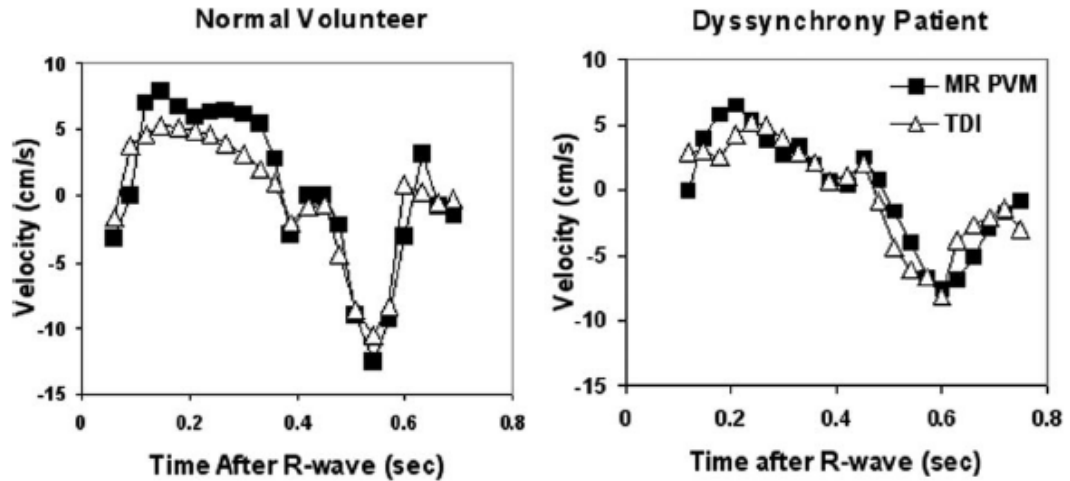 Normal Volunteer
10
5
0
-5
-10
-15
Velocity (cm/s)
0
0.2
0.4
0.6
0.8
Time After R-wave (sec)
Dyssynchrony Patient
MR PVM
TDI
10
5
0
-5
-10
-15
Velocity (cm/s)
0
0.2
0.4
0.6
0.8
Time after R-wave (sec)